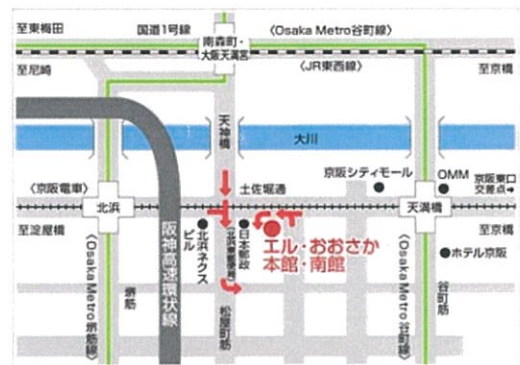 至東梅田
国道1号線
〈Osaka Metro谷町線〉
南森町・
大阪天満宮
至尼崎
〈JR東西線〉
至京橋
天神橋
大川
京阪シティモール
OMM
京阪東口
交差点→
〈京阪電車〉
土佐堀通
北浜
天満橋
至淀屋橋
至京橋
北浜ネクス
ビル
日本郵政
(北浜東郵便局)
エル・おおさか
本館・南館
ホテル京阪
阪神高速環状線
〈Osaka Metro堺筋線〉
堺筋
松屋町筋
〈Osaka Metro谷町線〉
谷町筋